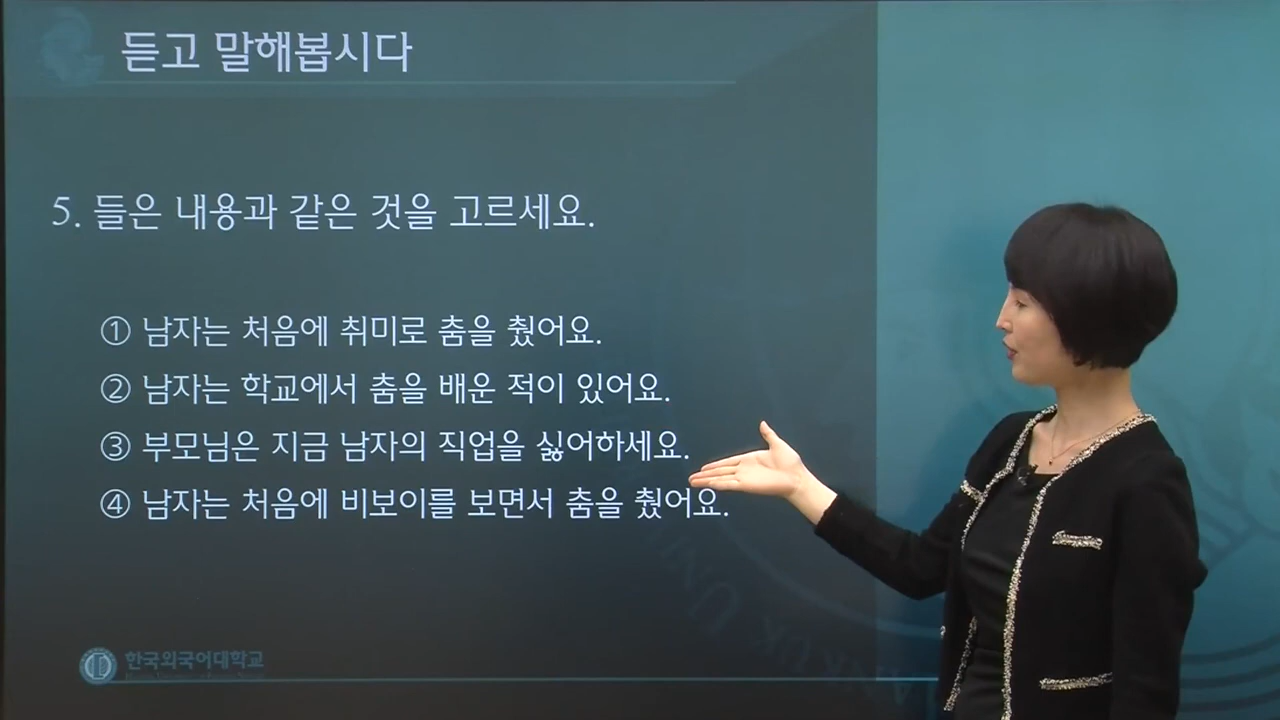 듣고 말해봅시다
5. 들은 내용과 같은 것을 고르세요.
① 남자는 처음에 취미로 춤을 췄어요.
② 남자는 학교에서 춤을 배운 적이 있어요.
③ 부모님은 지금 남자의 직업을 싫어하세요.
④ 남자는 처음에 비보이를 보면서 춤을 췄어요.
한국외국어대학교